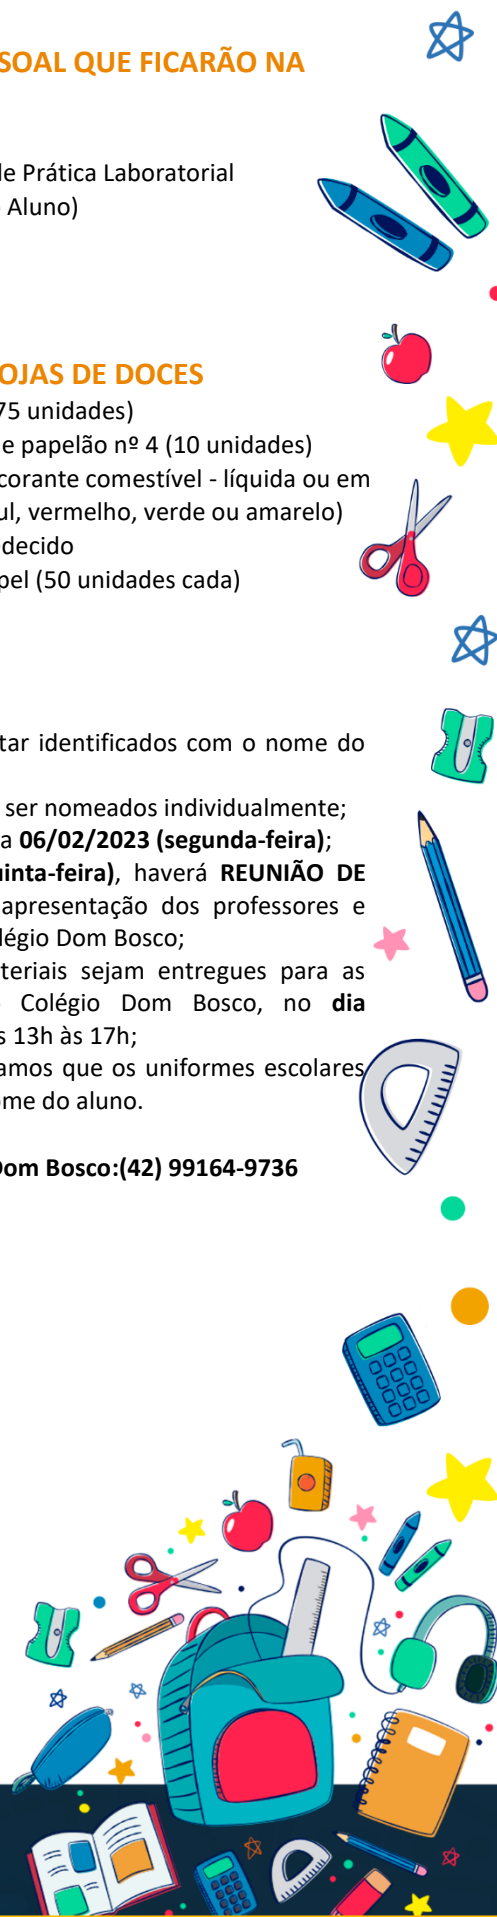 SOAL QUE FICARÃO NA
de Prática Laboratorial
Aluno)
OJAS DE DOCES
75 unidades)
e papelão nº 4 (10 unidades)
corante comestível - líquida ou em
ul, vermelho, verde ou amarelo)
decido
pel (50 unidades cada)
tar identificados com o nome do
ser nomeados individualmente;
a 06/02/2023 (segunda-feira);
uinta-feira), haverá REUNIÃO DE
apresentação dos professores e
légio Dom Bosco;
teriais sejam entregues para as
Colégio Dom Bosco, no dia
s 13h às 17h;
amos que os uniformes escolares
ome do aluno.
Dom Bosco:(42) 99164-9736